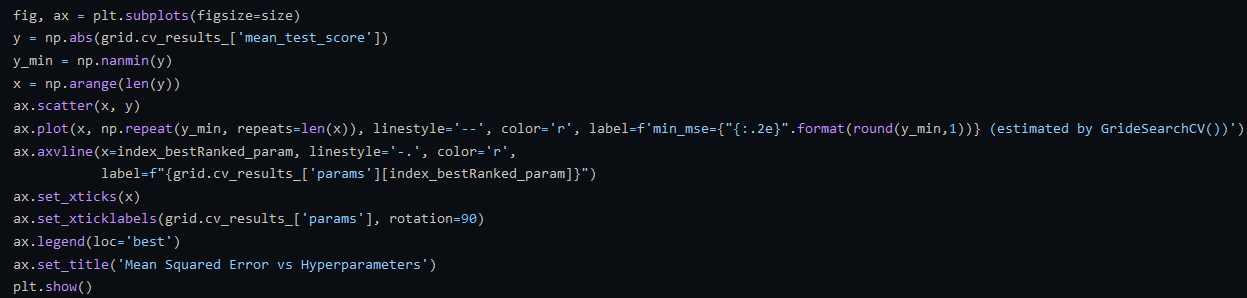 fig, ax = plt.subplots(figsize=size)
y = np.abs(grid.cv_results_['mean_test_score'])
y_min = np.nanmin(y)
x = np.arange(len(y))
ax.scatter(x, y)
ax.plot(x, np.repeat(y_min, repeats=len(x)), linestyle='--', color='r', label=f'min_mse={"{:.2e}".format(round(y_min,1))} (estimated by GrideSearchCV())')
ax.axvline(x=index_bestRanked_param, linestyle='-.', color='r',
           label=f"{grid.cv_results_['params'][index_bestRanked_param]}")
ax.set_xticks(x)
ax.set_xticklabels(grid.cv_results_['params'], rotation=90)
ax.legend(loc='best')
ax.set_title('Mean Squared Error vs Hyperparameters')
plt.show()